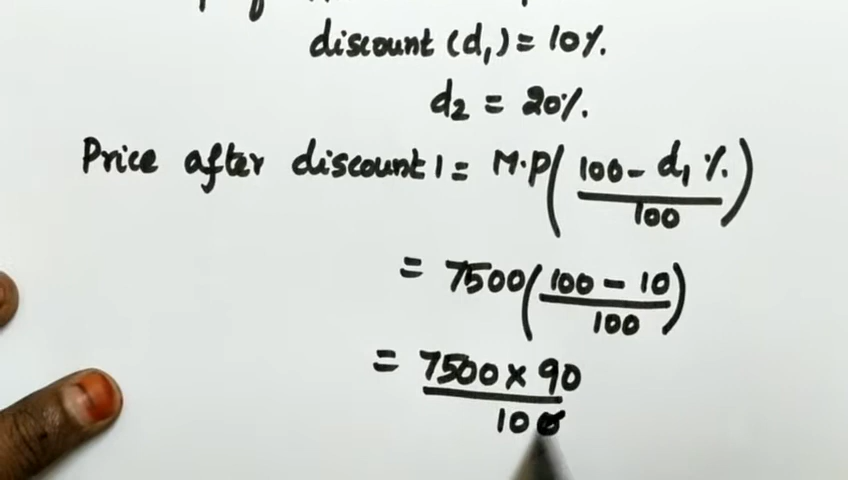 discount (d₁) = 10%.
d₂ = 20%.
Price after discount 1 = M.P(100 - d₁ %/100)
= 7500(100 - 10/100)
= 7500 x 90/100